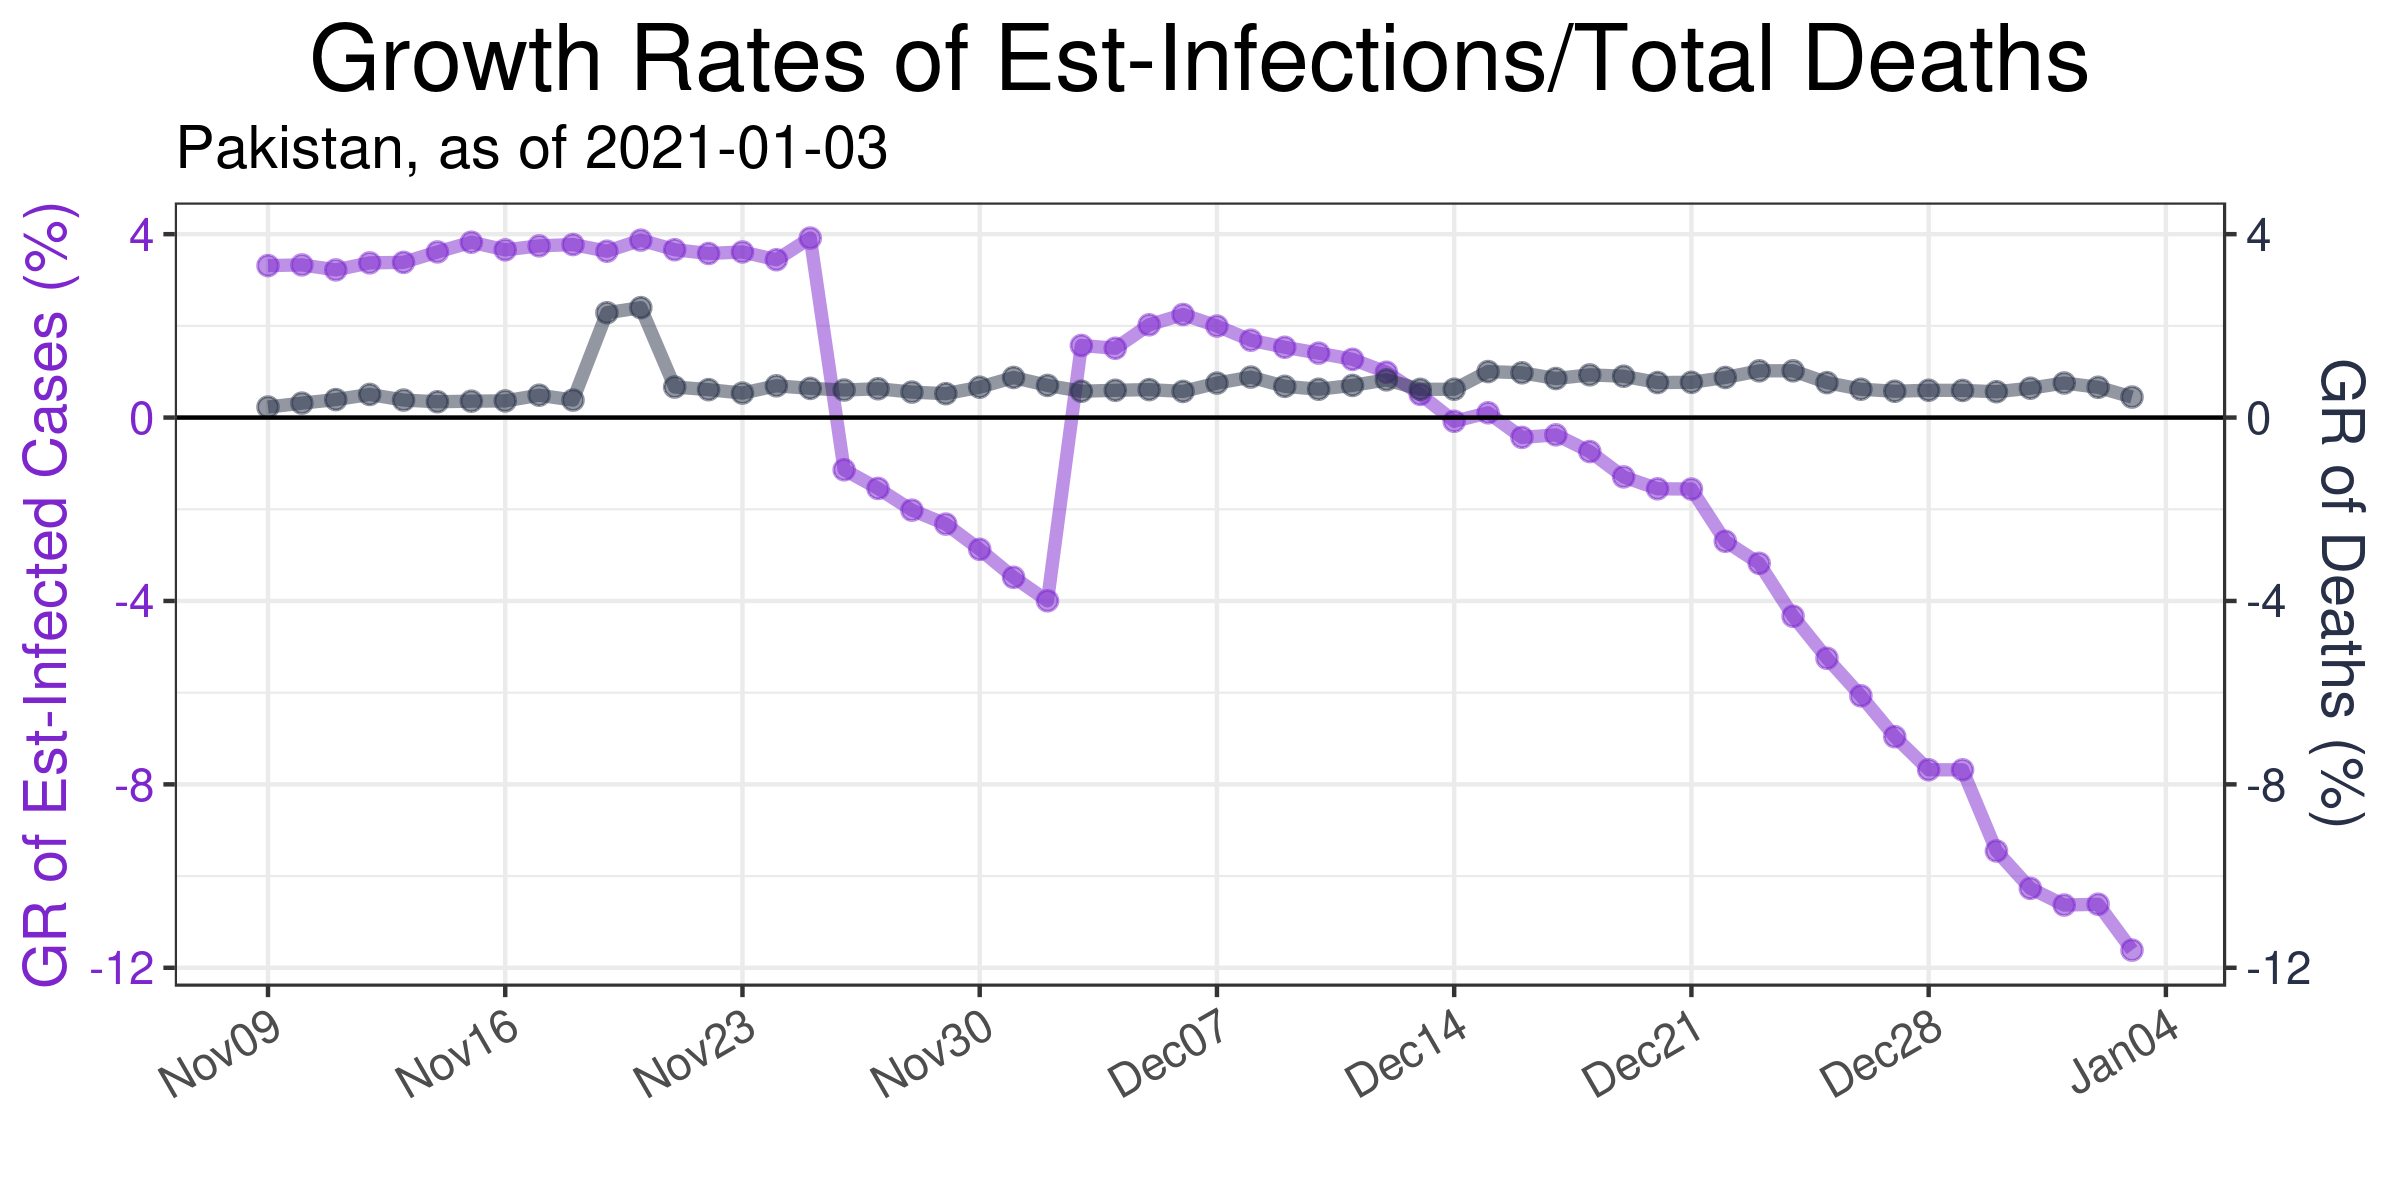 Growth Rates of Est-Infections/Total Deaths
Pakistan, as of 2021-01-03
GR of Est-Infected Cases (%)
4
0
-4
-8
-12
4
0
-4
-8
-12
GR of Deaths (%)
Nov09
Nov16
Nov23
Nov30
Dec07
Dec14
Dec21
Dec28
Jan04